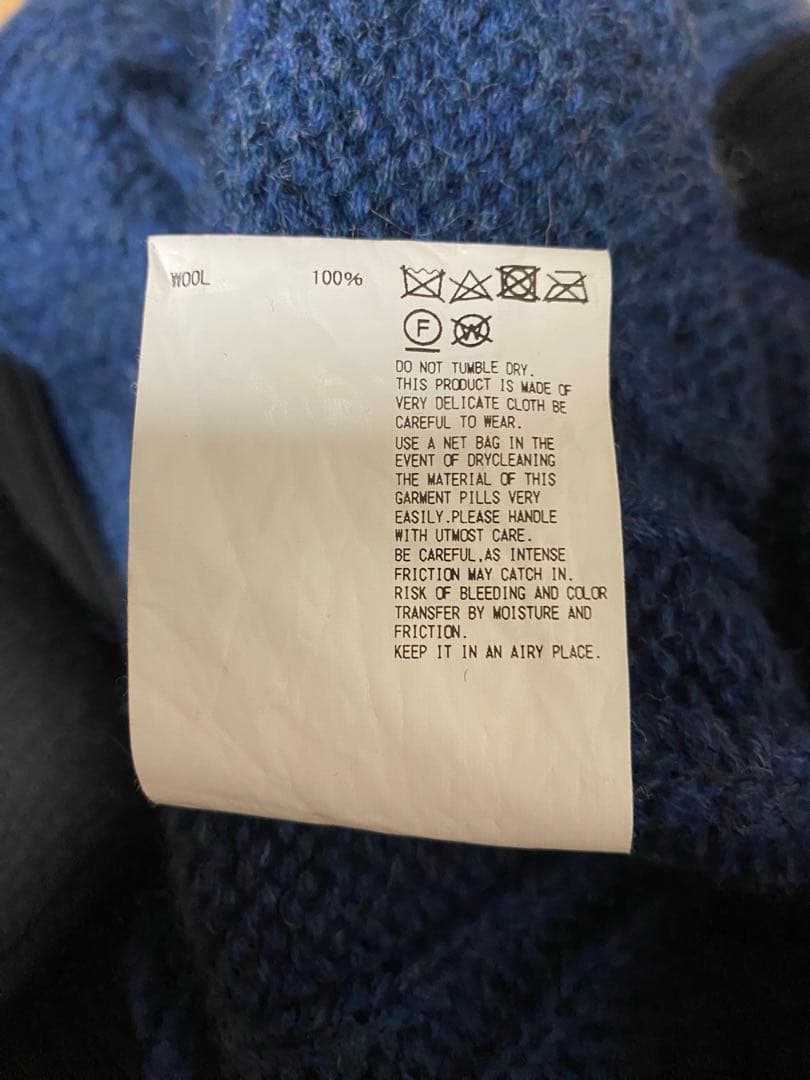 WOOL 100%
F W
DO NOT TUMBLE DRY.
THIS PRODUCT IS MADE OF
VERY DELICATE CLOTH BE
CAREFUL TO WEAR.
USE A NET BAG IN THE
EVENT OF DRYCLEANING
THE MATERIAL OF THIS
GARMENT PILLS VERY
EASILY.PLEASE HANDLE
WITH UTMOST CARE.
BE CAREFUL,AS INTENSE
FRICTION MAY CATCH IN.
RISK OF BLEEDING AND COLOR
TRANSFER BY MOISTURE AND
FRICTION.
KEEP IT IN AN AIRY PLACE.